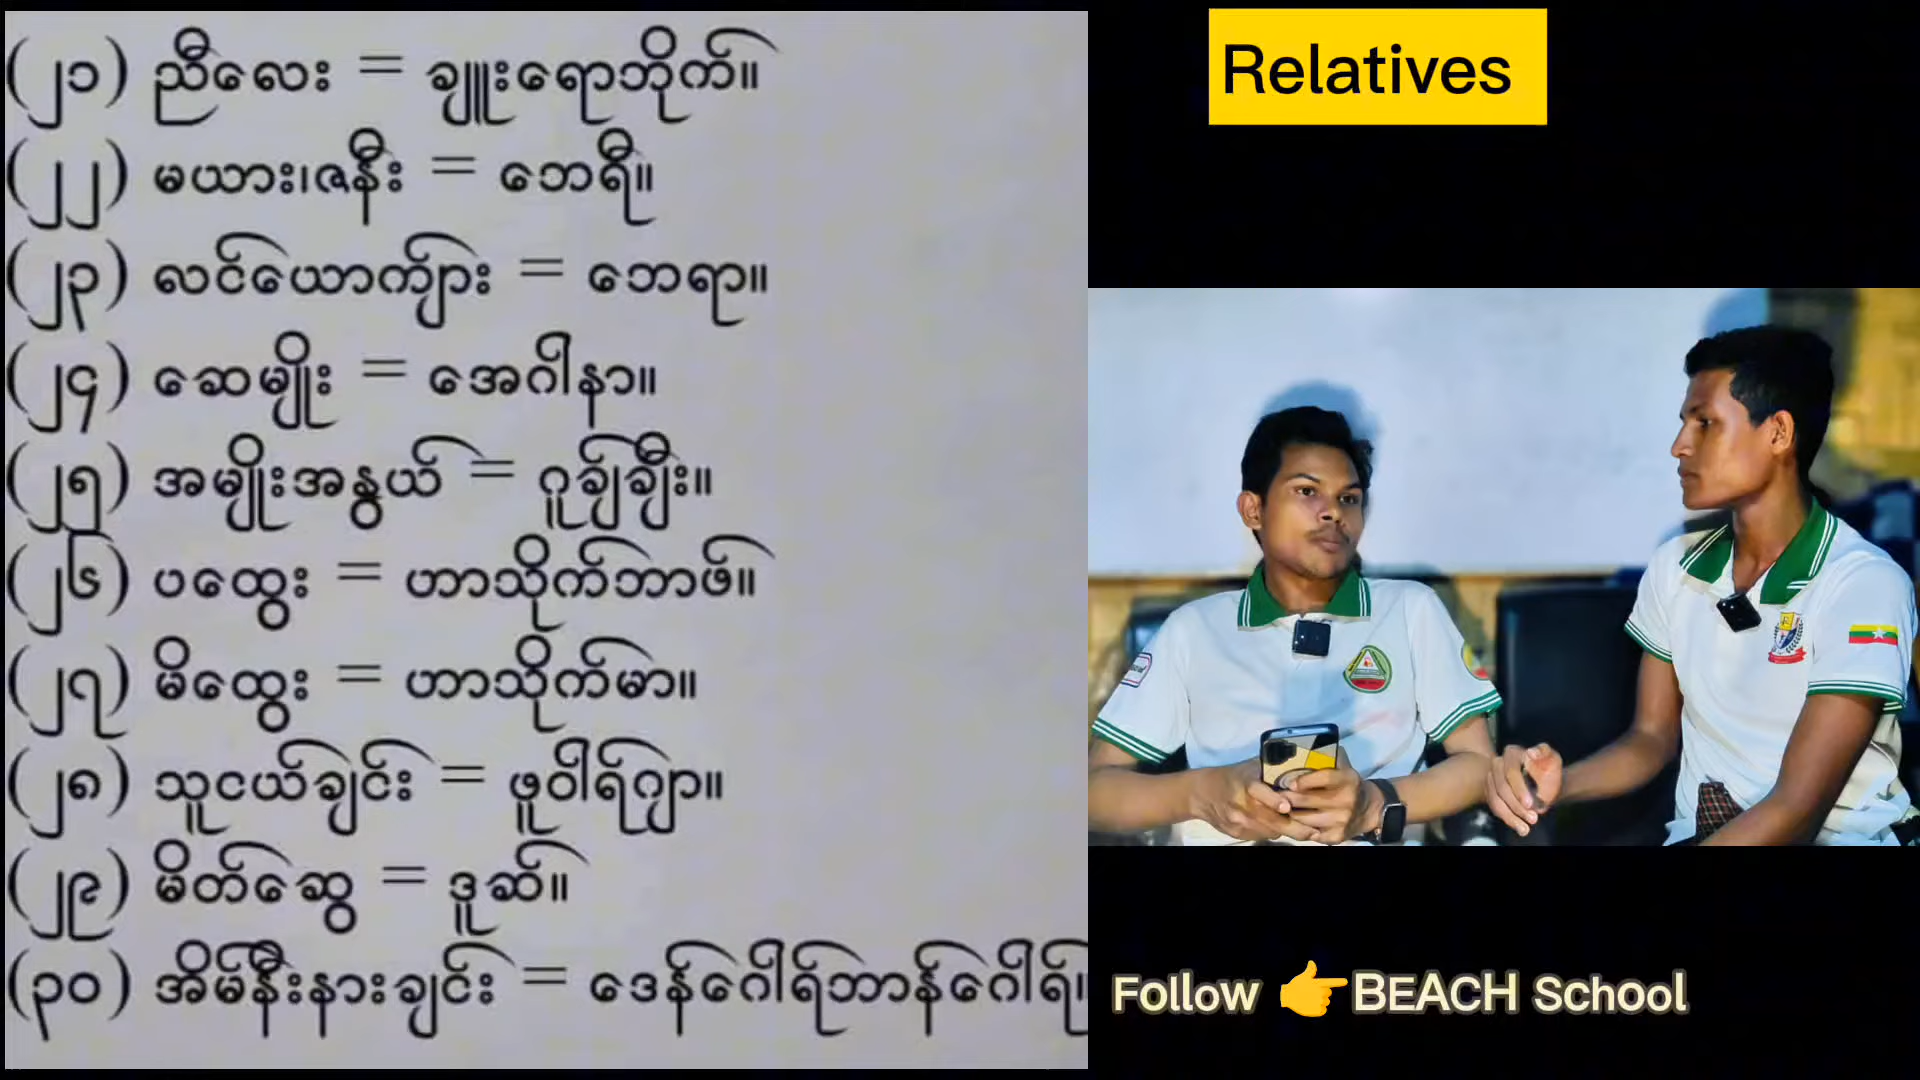 (၂၁) ညီလေး = ချူူးရောဘိုက်။
(၂၂) မယား၊ဇနီး = ဘေရီ။
(၂၃) လင်ယောက်ျား = ဘေရာ။
(၂၄) ဆေမျိုး = အေဂါနာ။
(၂၅) အမျိုးအနွယ် = ဂူချ်ချီး။
(၂၆) ပထွေး = ဟာသိုက်ဘာဖ်။
(၂၇) မိထွေး = ဟာသိုက်မာ။
(၂၈) သူငယ်ချင်း = ဖူဝါရ်ဂျာ။
(၂၉) မိတ်ဆွေ = ဒူဆ်။
(၃၀) အိမ်နီးနားချင်း = ဒေန်ဂေါရ်ဘာန်ဂေါရ်။
Relatives
Follow 👉BEACH School